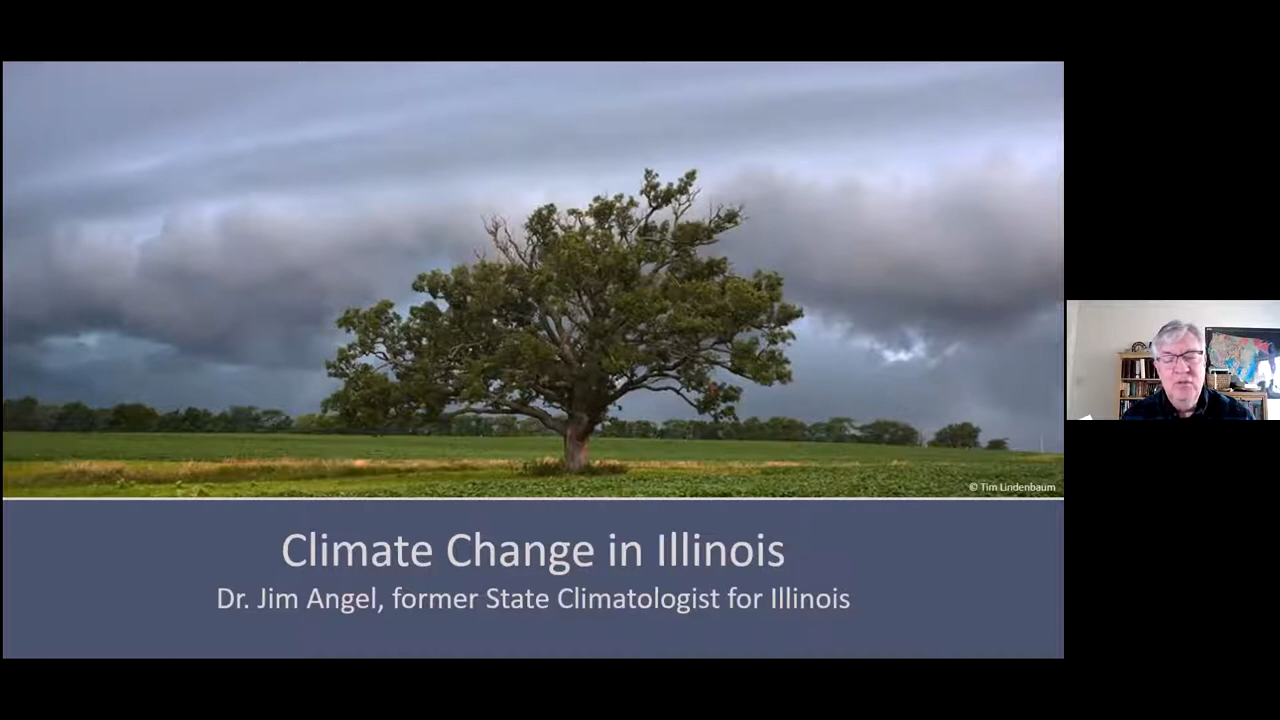 © Tim Lindenbaum
Climate Change in Illinois
Dr. Jim Angel, former State Climatologist for Illinois